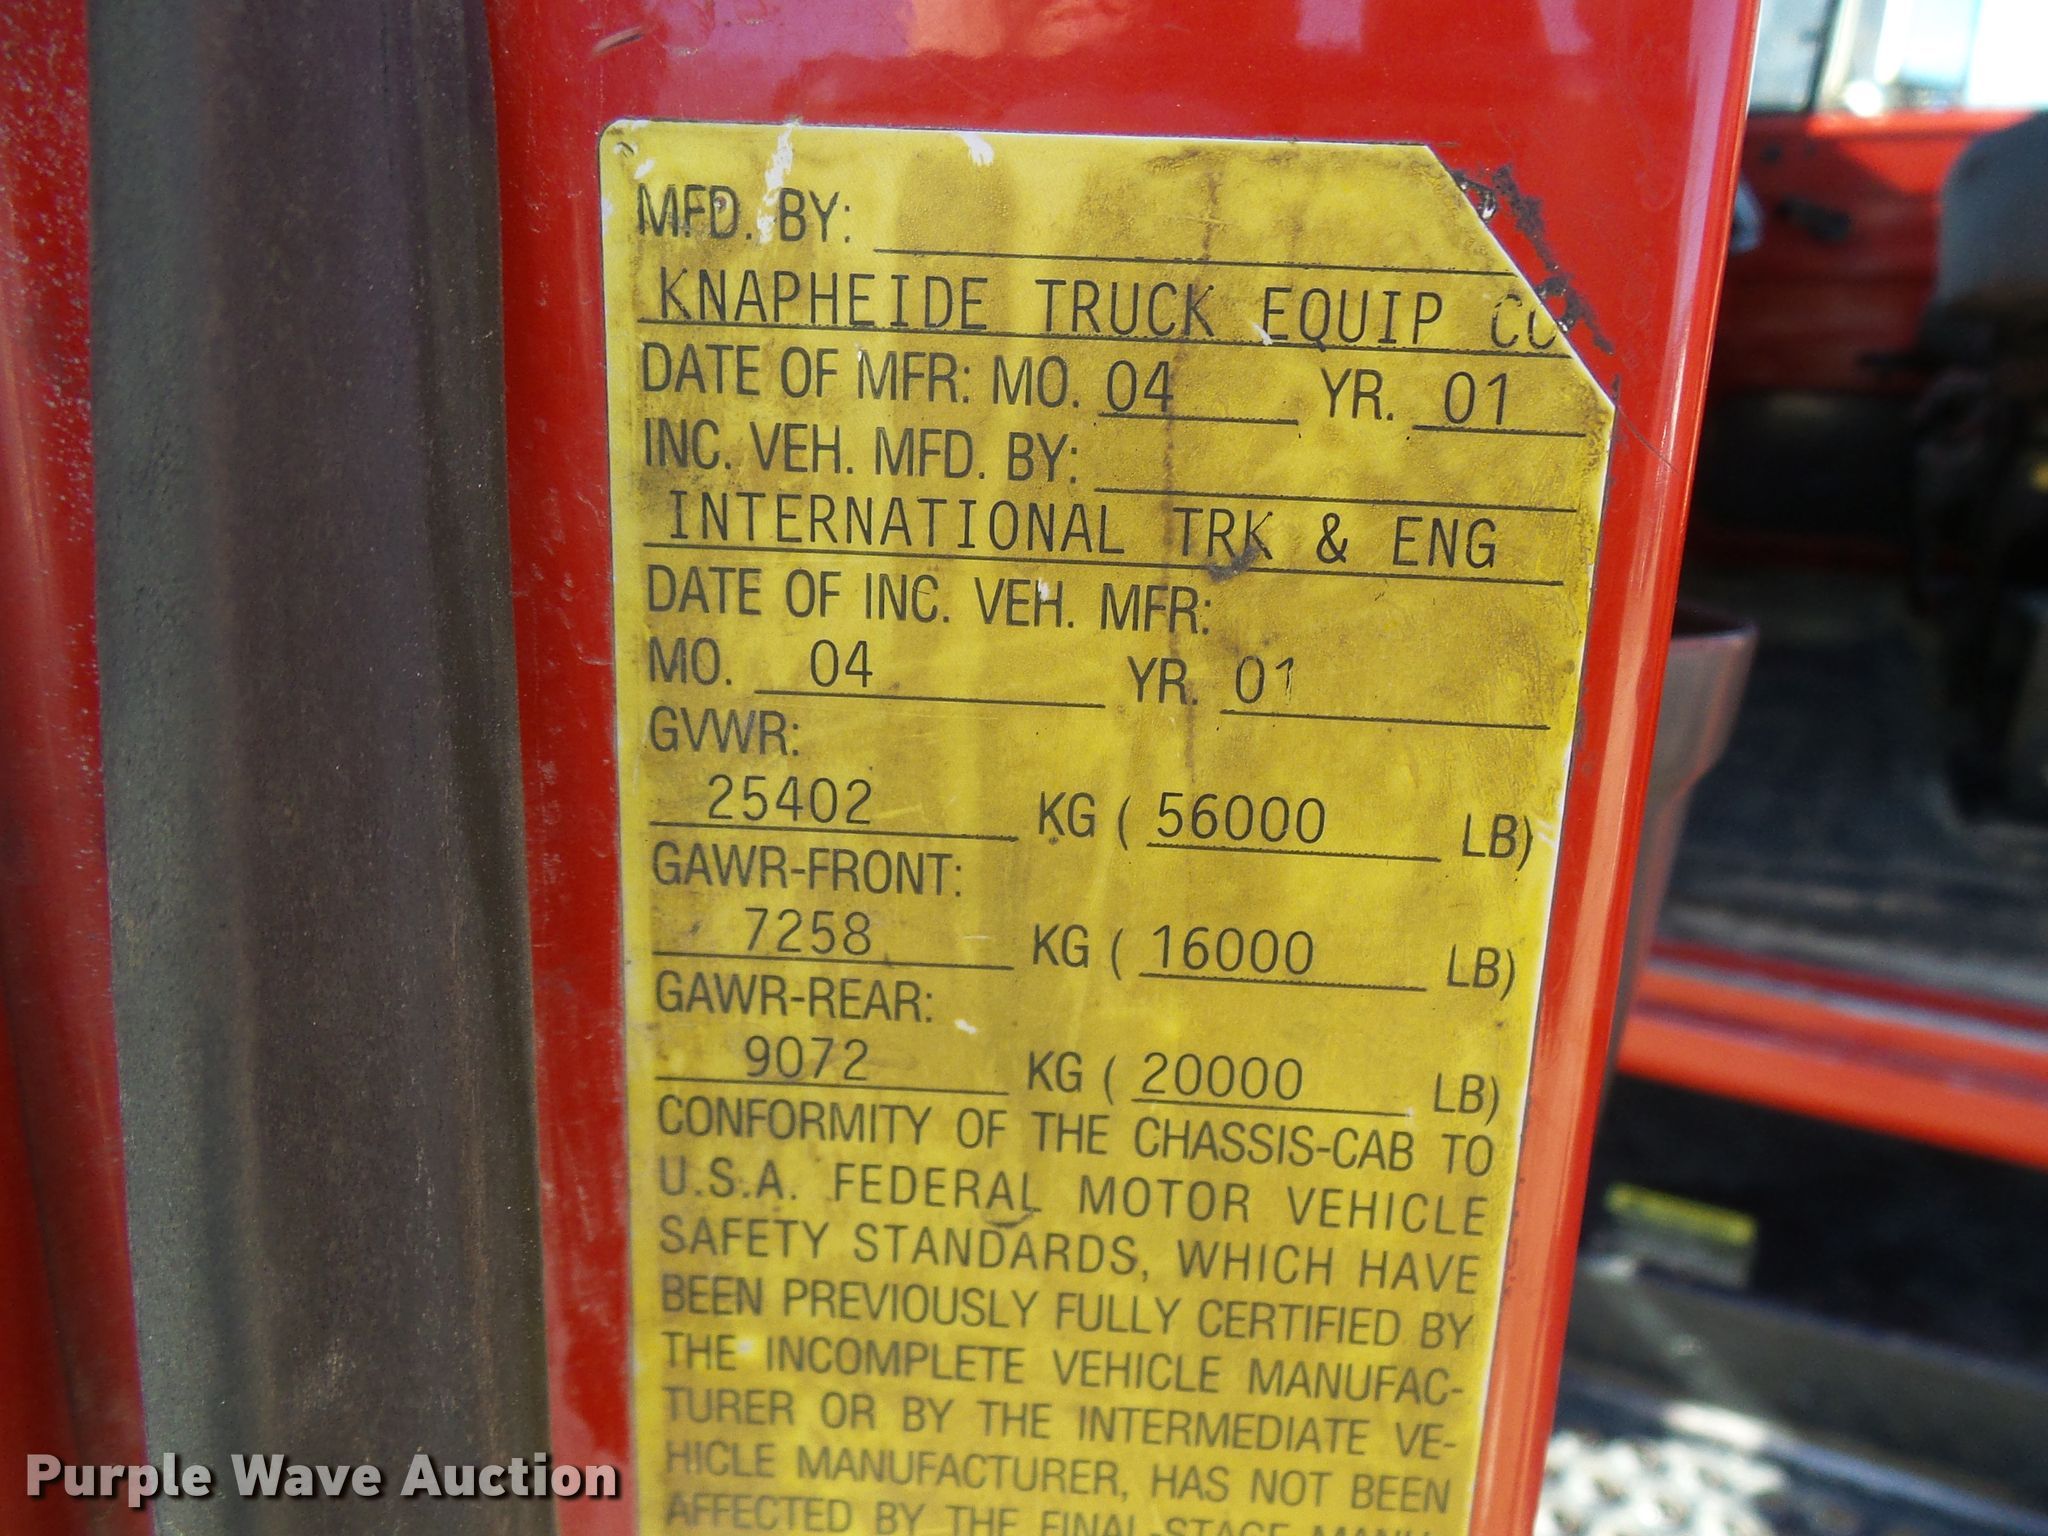 MFD. BY:
KNAPHEIDE TRUCK EQUIP CO
DATE OF MFR: MO. 04 YR. 01
INC. VEH. MFD. BY:
INTERNATIONAL TRK & ENG
DATE OF INC. VEH. MFR:
MO. 04 YR. 01
GVWR:
25402 KG ( 56000 LB)
GAWR-FRONT:
7258 KG ( 16000 LB)
GAWR-REAR:
9072 KG ( 20000 LB)
CONFORMITY OF THE CHASSIS-CAB TO
U.S.A. FEDERAL MOTOR VEHICLE
SAFETY STANDARDS, WHICH HAVE
BEEN PREVIOUSLY FULLY CERTIFIED BY
THE INCOMPLETE VEHICLE MANUFAC-
TURER OR BY THE INTERMEDIATE VE-
HICLE MANUFACTURER, HAS NOT BEEN
AFFECTED BY THE FINAL-STAGE MANU-
Purple Wave Auction